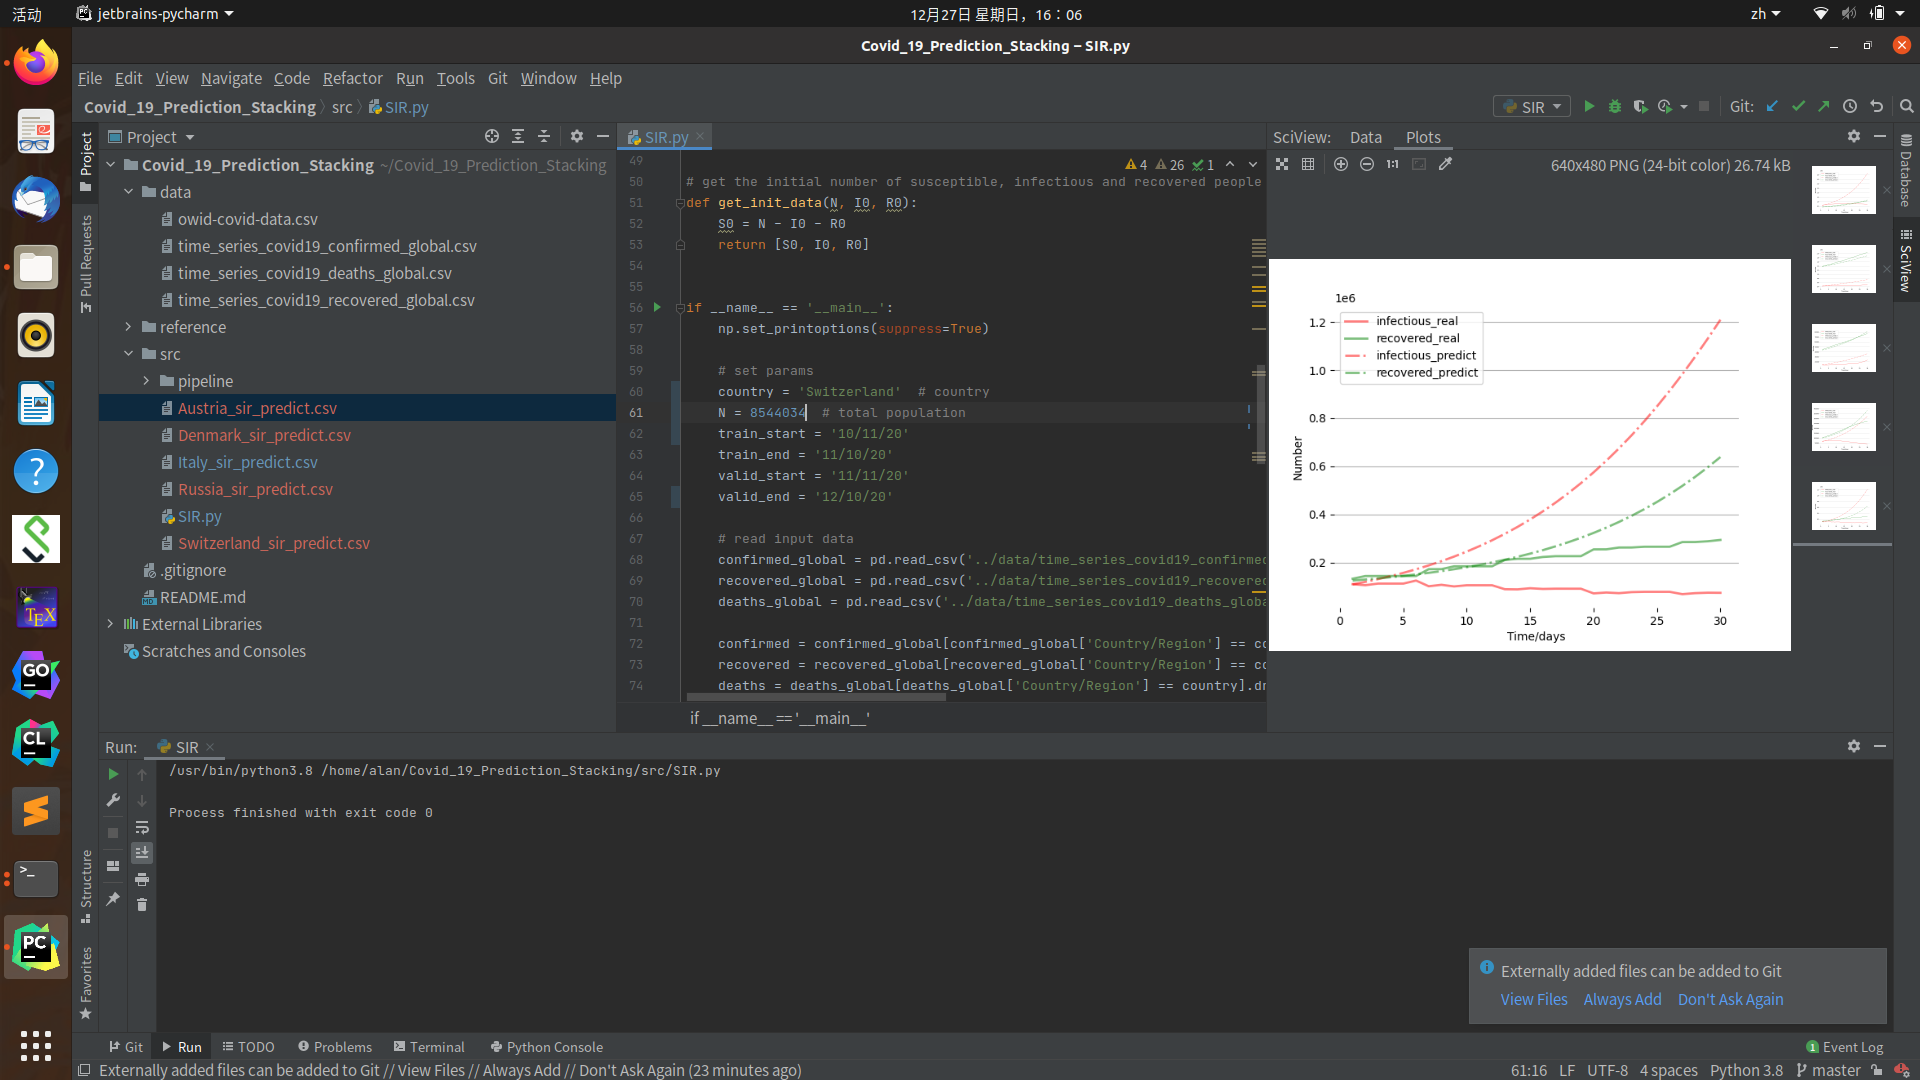 活动
jetbrains-pycharm
12月27日 星期日，16：06
zh
Covid_19_Prediction_Stacking – SIR.py
File Edit View Navigate Code Refactor Run Tools Git Window Help
Covid_19_Prediction_Stacking src SIR.py
SIR
Git:
Project
SIR.py
SciView: Data Plots
Project
Pull Requests
Structure
Favorites
Database
SciView
Covid_19_Prediction_Stacking ~/Covid_19_Prediction_Stacking
data
owid-covid-data.csv
time_series_covid19_confirmed_global.csv
time_series_covid19_deaths_global.csv
time_series_covid19_recovered_global.csv
reference
src
pipeline
Austria_sir_predict.csv
Denmark_sir_predict.csv
Italy_sir_predict.csv
Russia_sir_predict.csv
SIR.py
Switzerland_sir_predict.csv
.gitignore
README.md
External Libraries
Scratches and Consoles
4 26 1
49
50 # get the initial number of susceptible, infectious and recovered people
51 def get_init_data(N, I0, R0):
52 S0 = N - I0 - R0
53 return [S0, I0, R0]
54
55
56 if __name__ == '__main__':
57 np.set_printoptions(suppress=True)
58
59 # set params
60 country = 'Switzerland' # country
61 N = 8544034 # total population
62 train_start = '10/11/20'
63 train_end = '11/10/20'
64 valid_start = '11/11/20'
65 valid_end = '12/10/20'
66
67 # read input data
68 confirmed_global = pd.read_csv('../data/time_series_covid19_confirmed
69 recovered_global = pd.read_csv('../data/time_series_covid19_recovered
70 deaths_global = pd.read_csv('../data/time_series_covid19_deaths_globa
71
72 confirmed = confirmed_global[confirmed_global['Country/Region'] == co
73 recovered = recovered_global[recovered_global['Country/Region'] == co
74 deaths = deaths_global[deaths_global['Country/Region'] == country].dr
if __name__ == '__main__'
1:1
640x480 PNG (24-bit color) 26.74 kB
1e6
1.2
1.0
0.8
0.6
0.4
0.2
Number
infectious_real
recovered_real
infectious_predict
recovered_predict
0 5 10 15 20 25 30
Time/days
Run: SIR
/usr/bin/python3.8 /home/alan/Covid_19_Prediction_Stacking/src/SIR.py
Process finished with exit code 0
Externally added files can be added to Git
View Files Always Add Don't Ask Again
Git Run TODO Problems Terminal Python Console
1 Event Log
Externally added files can be added to Git // View Files // Always Add // Don't Ask Again (23 minutes ago)
61:16 LF UTF-8 4 spaces Python 3.8 master